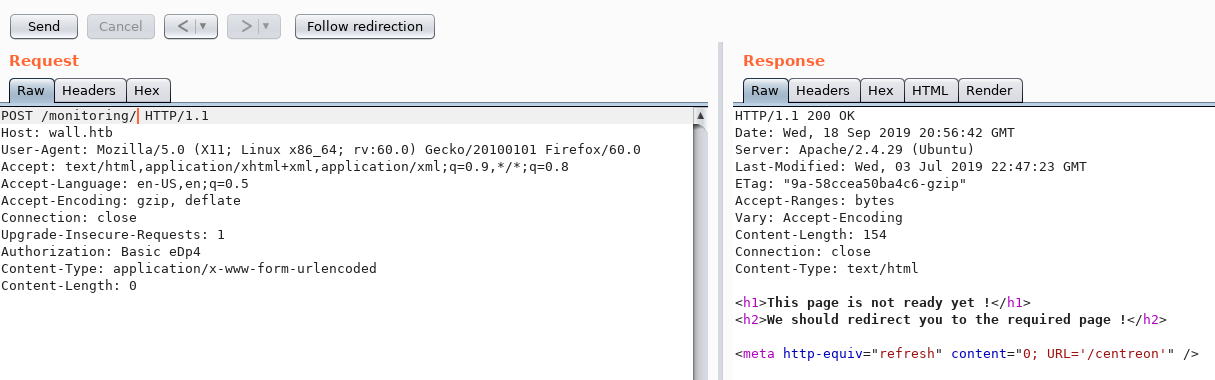 Send Cancel < > Follow redirection
Request
Raw Headers Hex
POST /monitoring/ HTTP/1.1
Host: wall.htb
User-Agent: Mozilla/5.0 (X11; Linux x86_64; rv:60.0) Gecko/20100101 Firefox/60.0
Accept: text/html,application/xhtml+xml,application/xml;q=0.9,*/*;q=0.8
Accept-Language: en-US,en;q=0.5
Accept-Encoding: gzip, deflate
Connection: close
Upgrade-Insecure-Requests: 1
Authorization: Basic eDp4
Content-Type: application/x-www-form-urlencoded
Content-Length: 0
Response
Raw Headers Hex HTML Render
HTTP/1.1 200 OK
Date: Wed, 18 Sep 2019 20:56:42 GMT
Server: Apache/2.4.29 (Ubuntu)
Last-Modified: Wed, 03 Jul 2019 22:47:23 GMT
ETag: "9a-58ccea50ba4c6-gzip"
Accept-Ranges: bytes
Vary: Accept-Encoding
Content-Length: 154
Connection: close
Content-Type: text/html
<h1>This page is not ready yet !</h1>
<h2>We should redirect you to the required page !</h2>
<meta http-equiv="refresh" content="0; URL='/centreon'" />